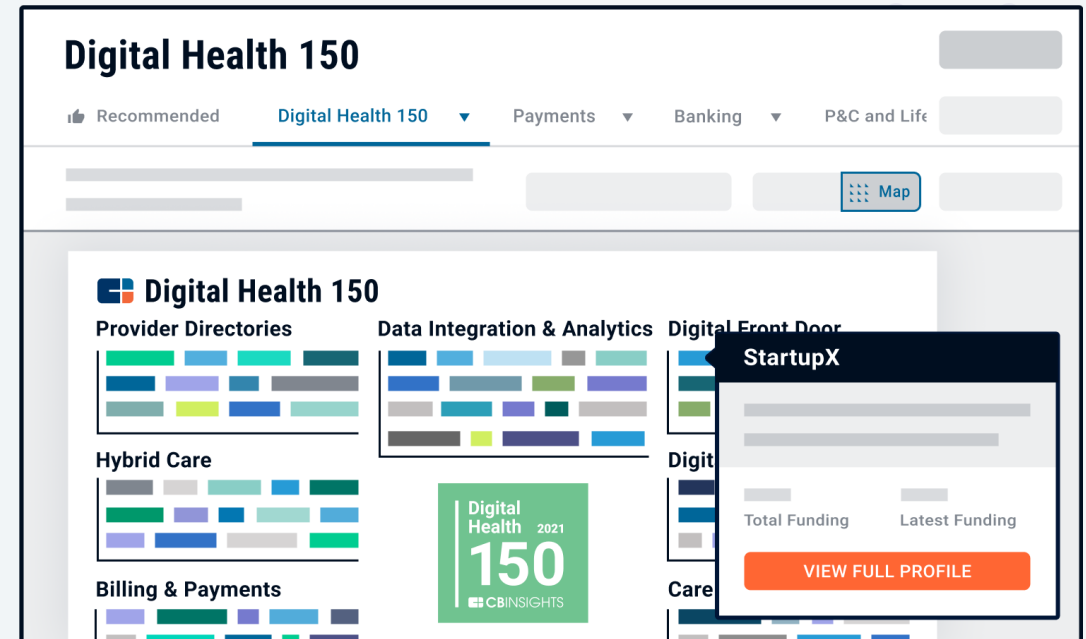 Digital Health 150
Recommended
Digital Health 150
Payments
Banking
P&C and Life
Map
Digital Health 150
Provider Directories
Data Integration & Analytics
Digital Front Door
StartupX
Hybrid Care
Digit
Total Funding
Latest Funding
VIEW FULL PROFILE
Digital
Health 2021
150
CBINSIGHTS
Billing & Payments
Care